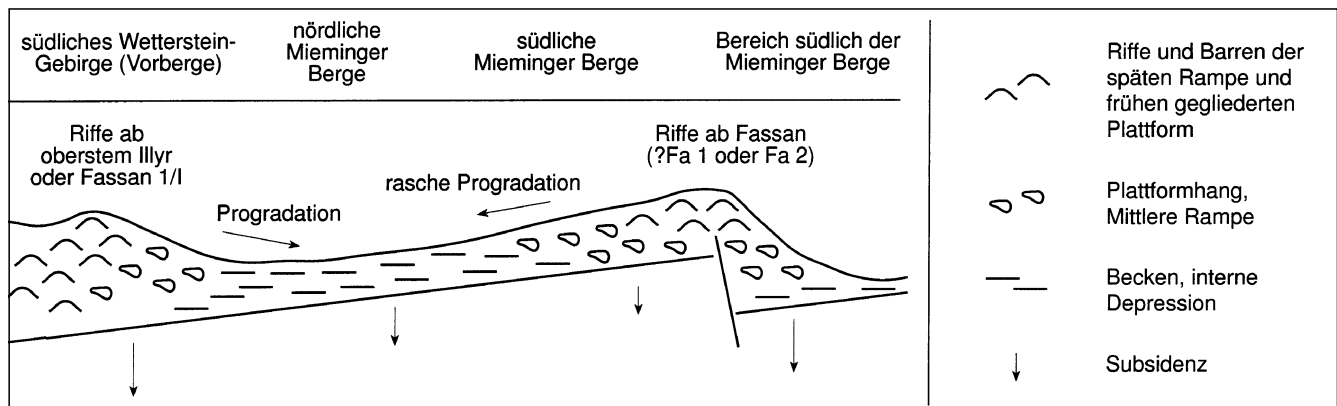 südliches Wetterstein-
Gebirge (Vorberge)
nördliche
Mieminger
Berge
südliche
Mieminger Berge
Bereich südlich der
Mieminger Berge
Riffe ab
oberstem Illyr
oder Fassan 1/I
Progradation
rasche Progradation
Riffe ab Fassan
(?Fa 1 oder Fa 2)
Riffe und Barren der
späten Rampe und
frühen gegliederten
Plattform
Plattformhang,
Mittlere Rampe
Becken, interne
Depression
Subsidenz